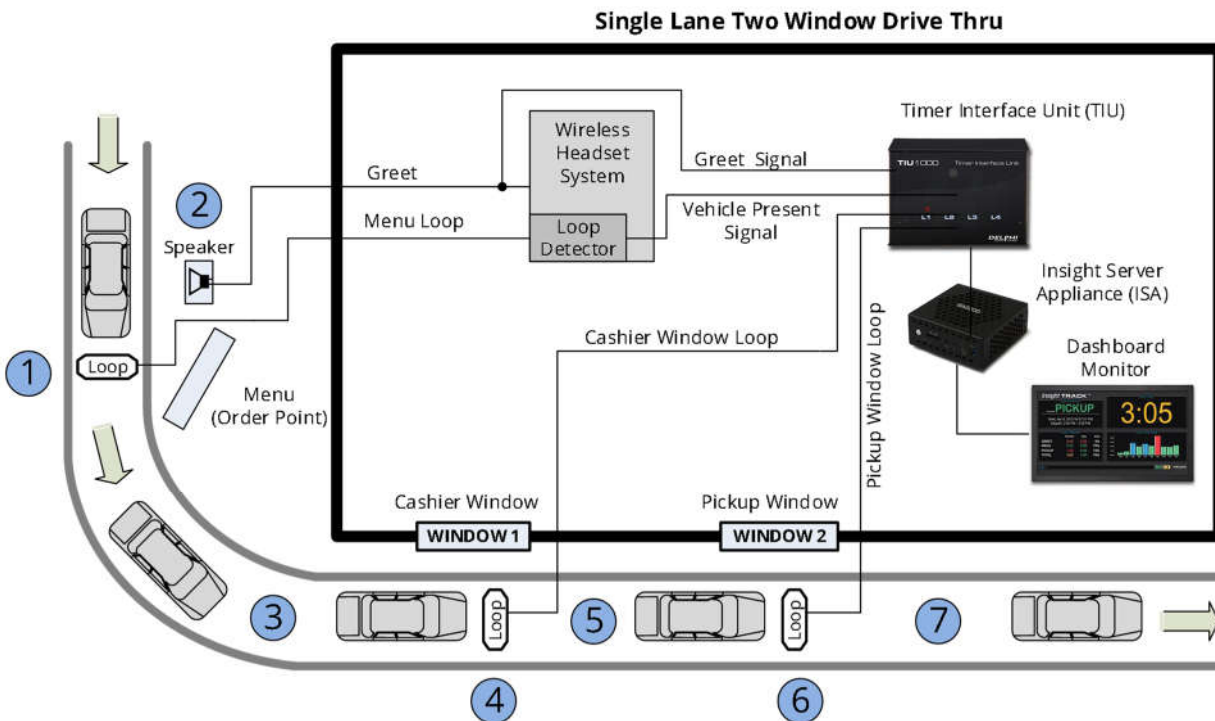 Single Lane Two Window Drive Thru
Timer Interface Unit (TIU)
Wireless
Headset
System
Greet Signal
TIU1000 Timer Interface Unit
Greet
2
Menu Loop
Vehicle Present
Signal
L1 L2 L3 L4
Speaker
Loop
Detector
DELPHI
Insight Server
Appliance (ISA)
Cashier Window Loop
Pickup Window Loop
Dashboard
Monitor
1
Loop
Menu
(Order Point)
PICKUP
3:05
Cashier Window
Pickup Window
WINDOW 1
WINDOW 2
3
Loop
5
Loop
7
4
6